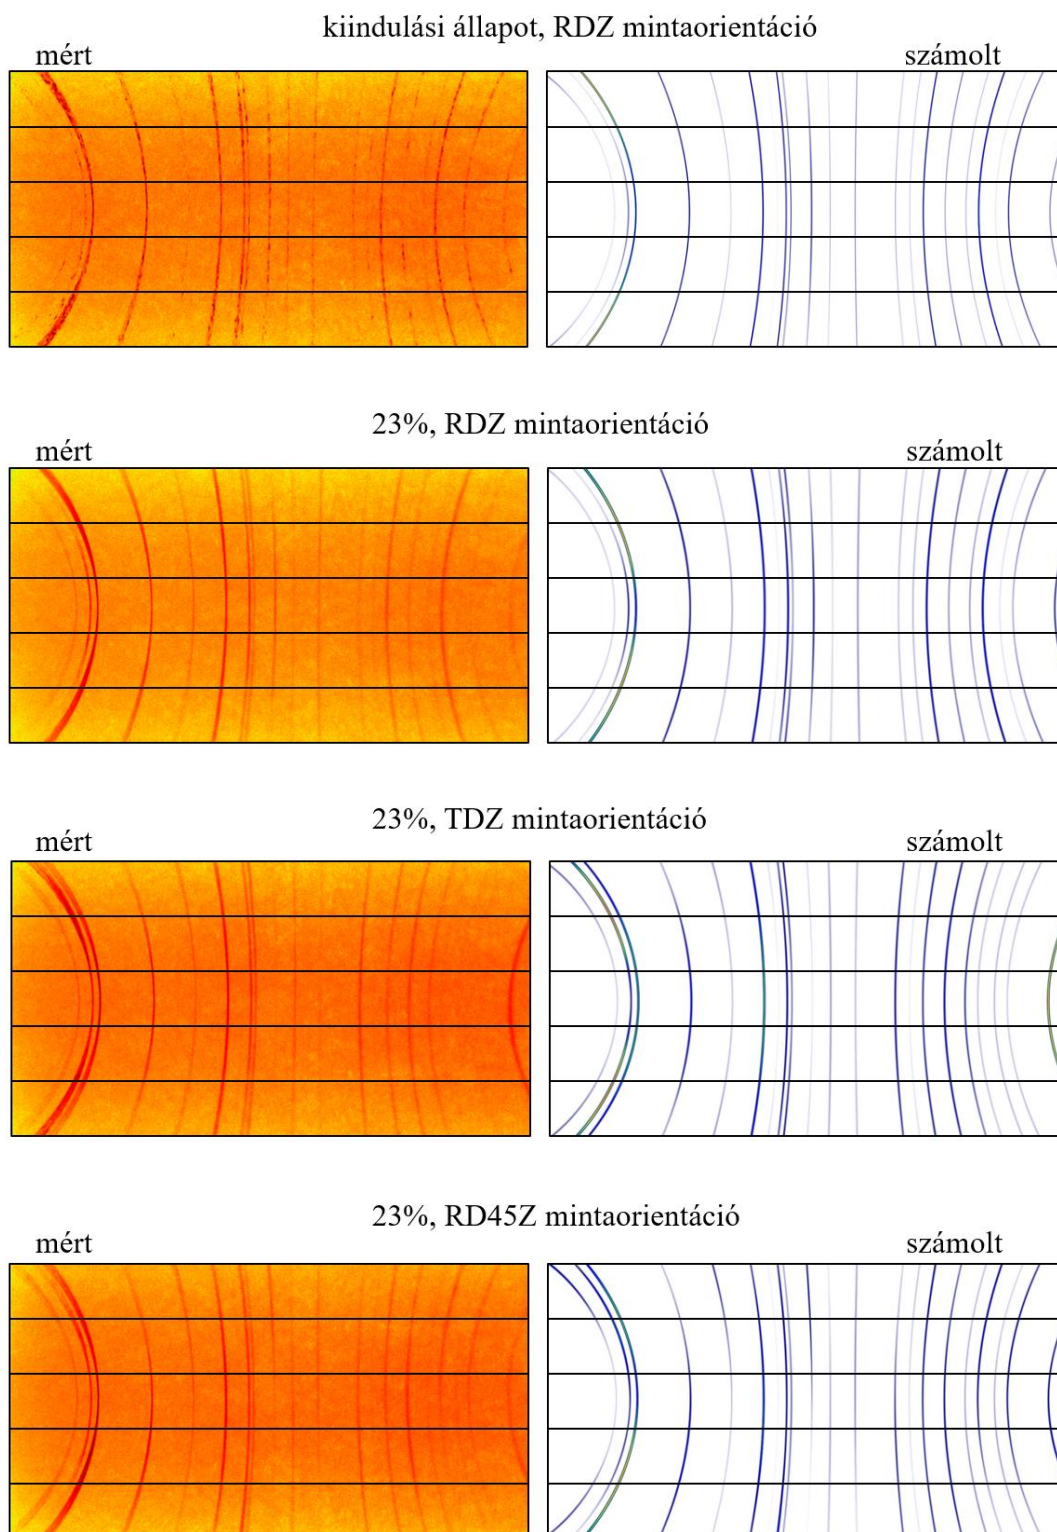 kiindulási állapot, RDZ mintaorientáció
mért
számolt
23%, RDZ mintaorientáció
mért
számolt
23%, TDZ mintaorientáció
mért
számolt
23%, RD45Z mintaorientáció
mért
számolt